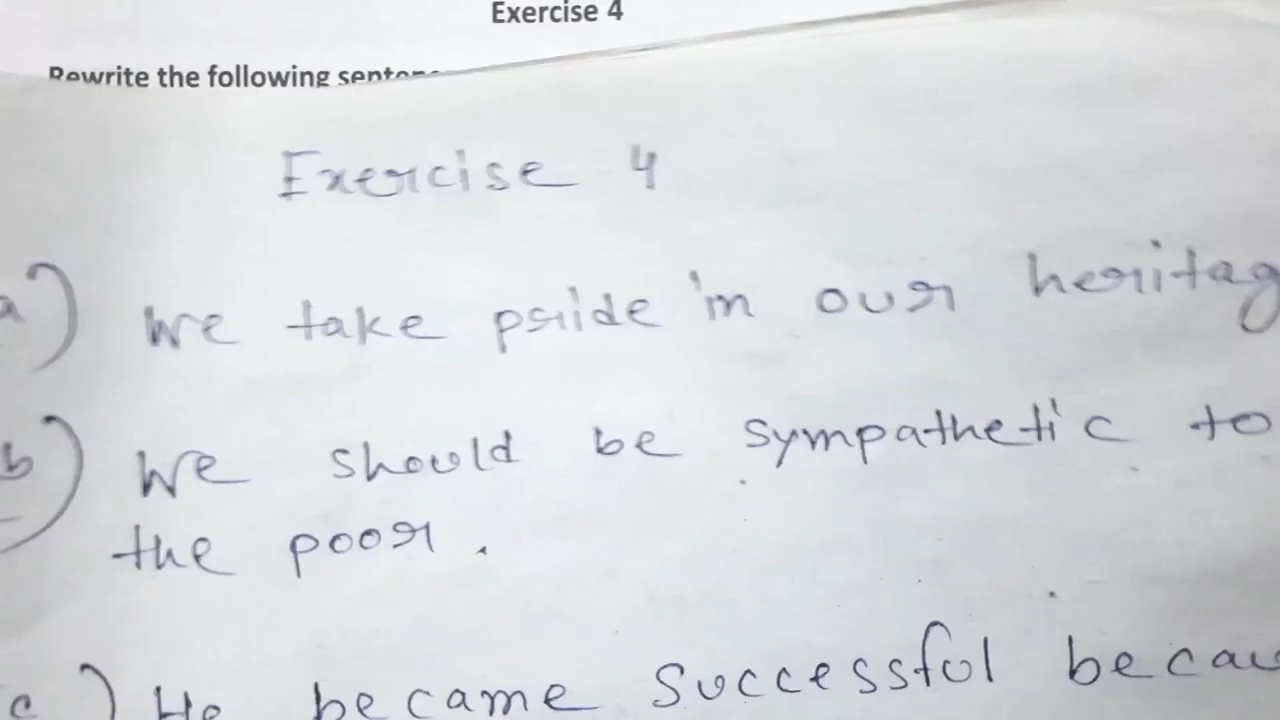 Exercise 4
Rewrite the following
Exercise 4
a) We take pride in our heritag
b) We should be sympathetic to
the poor.
c) He became successful becau